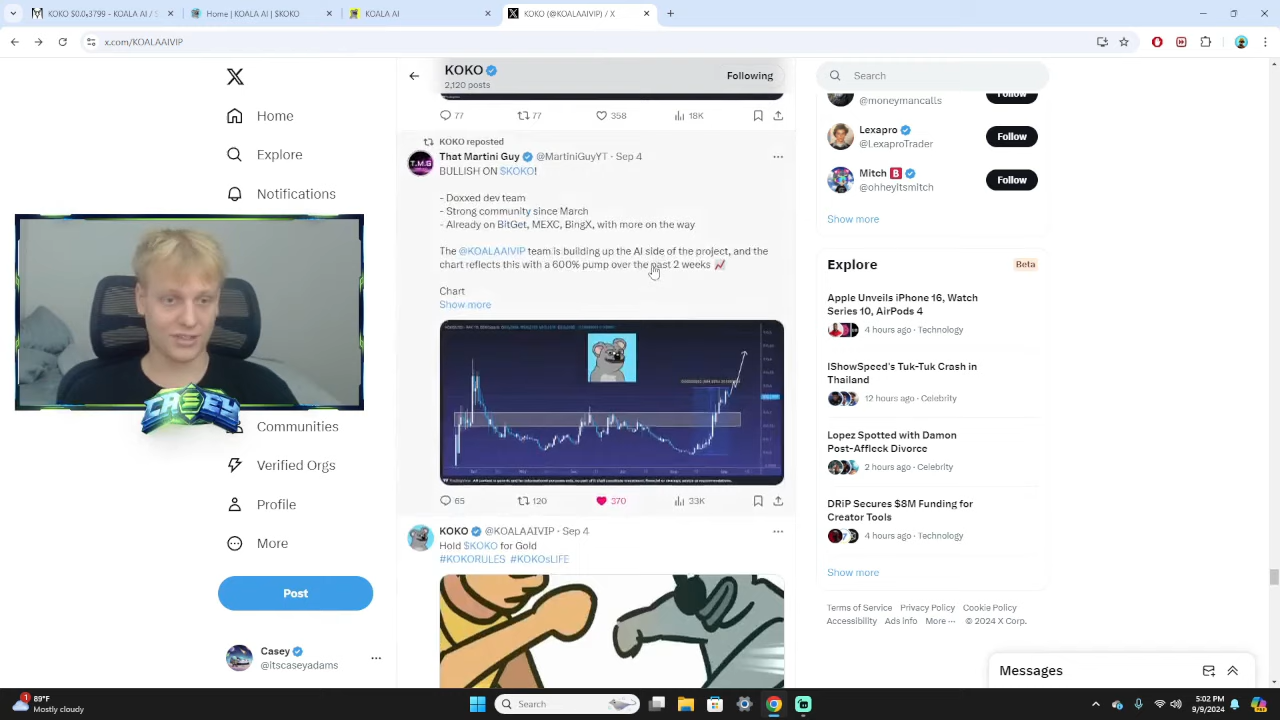 KOKO $0.0₃799 - KOALA AI / S
Home | KOALA AI | $KOKO
KOALA AI
KOKO (@KOALAAIVIP) / X
x.com/KOALAAIVIP
KOKO
2,120 posts
Following
Search
Home
Explore
Notifications
Communities
Verified Orgs
Profile
More
Post
Casey
@itscaseyadams
77
77
358
18K
KOKO reposted
That Martini Guy @MartiniGuyYT · Sep 4
BULLISH ON $KOKO!
- Doxxed dev team
- Strong community since March
- Already on BitGet, MEXC, BingX, with more on the way
The @KOALAAIVIP team is building up the AI side of the project, and the
chart reflects this with a 600% pump over the past 2 weeks
Chart
Show more
65
120
370
33K
KOKO @KOALAAIVIP · Sep 4
Hold $KOKO for Gold
#KOKORULES #KOKOsLIFE
Follow
@moneymancalls
Lexapro
@LexaproTrader
Follow
Mitch
@ohheyitsmitch
Follow
Show more
Explore
Beta
Apple Unveils iPhone 16, Watch
Series 10, AirPods 4
4 hours ago · Technology
IShowSpeed's Tuk-Tuk Crash in
Thailand
12 hours ago · Celebrity
Lopez Spotted with Damon
Post-Affleck Divorce
2 hours ago · Celebrity
DRiP Secures $8M Funding for
Creator Tools
4 hours ago · Technology
Show more
Terms of Service Privacy Policy Cookie Policy
Accessibility Ads info More ··· © 2024 X Corp.
Messages
1
89°F
Mostly cloudy
Search
5:02 PM
9/9/2024